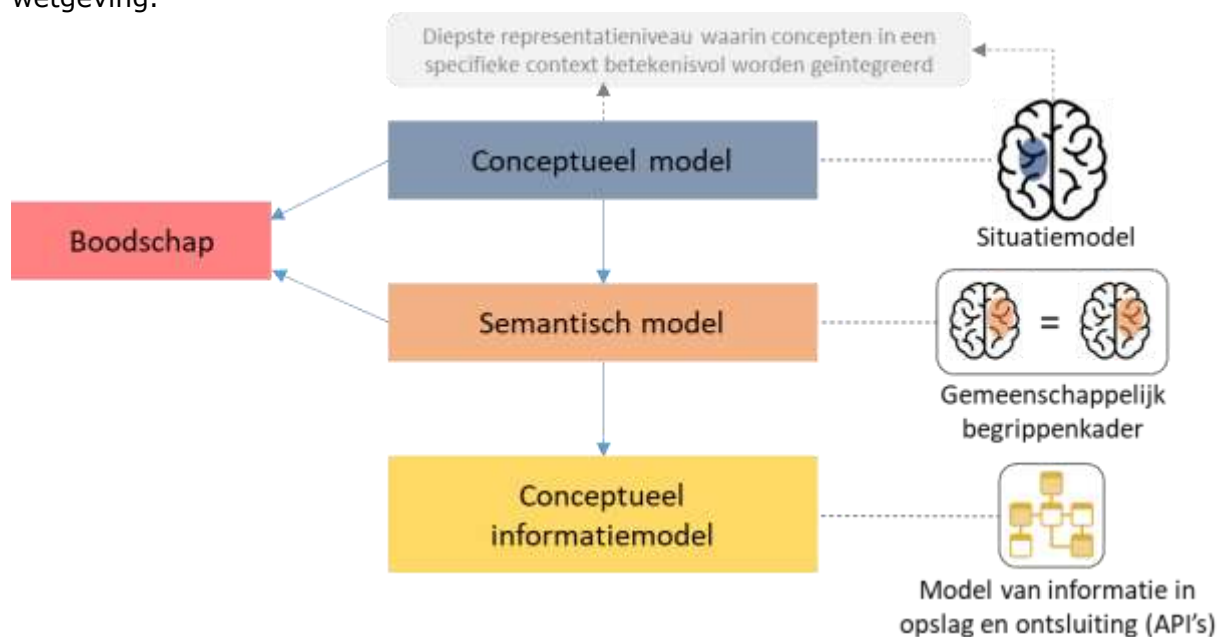 wetgeving.
Diepste representatieniveau waarin concepten in een
specifieke context betekenisvol worden geïntegreerd
Conceptueel model
Situatiemodel
Boodschap
Semantisch model
=
Gemeenschappelijk
begrippenkader
Conceptueel
informatiemodel
Model van informatie in
opslag en ontsluiting (API's)